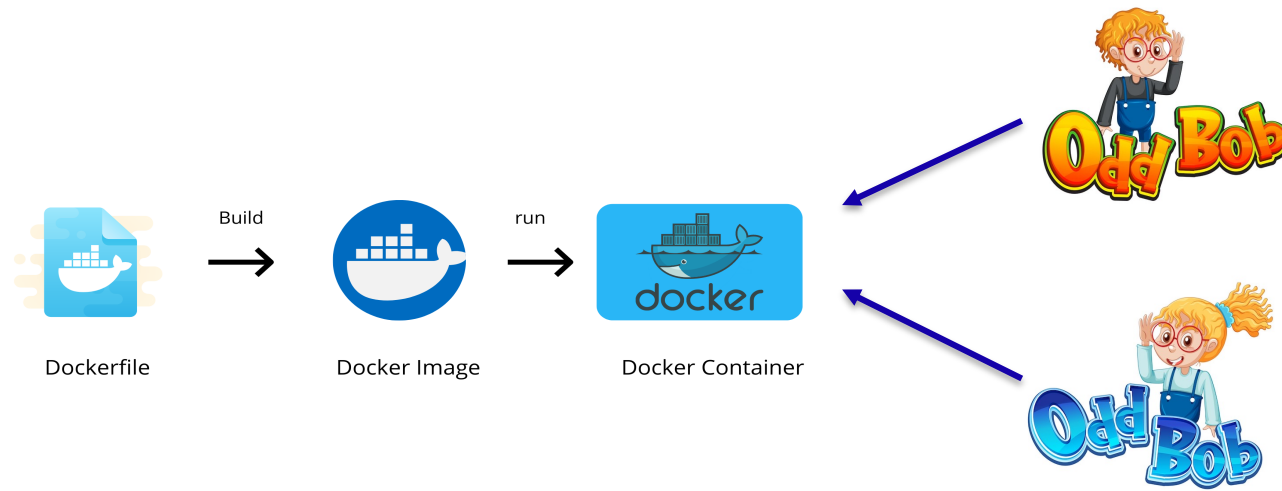 Odd Bob
Build
run
docker
Dockerfile
Docker Image
Docker Container
Odd
Bob